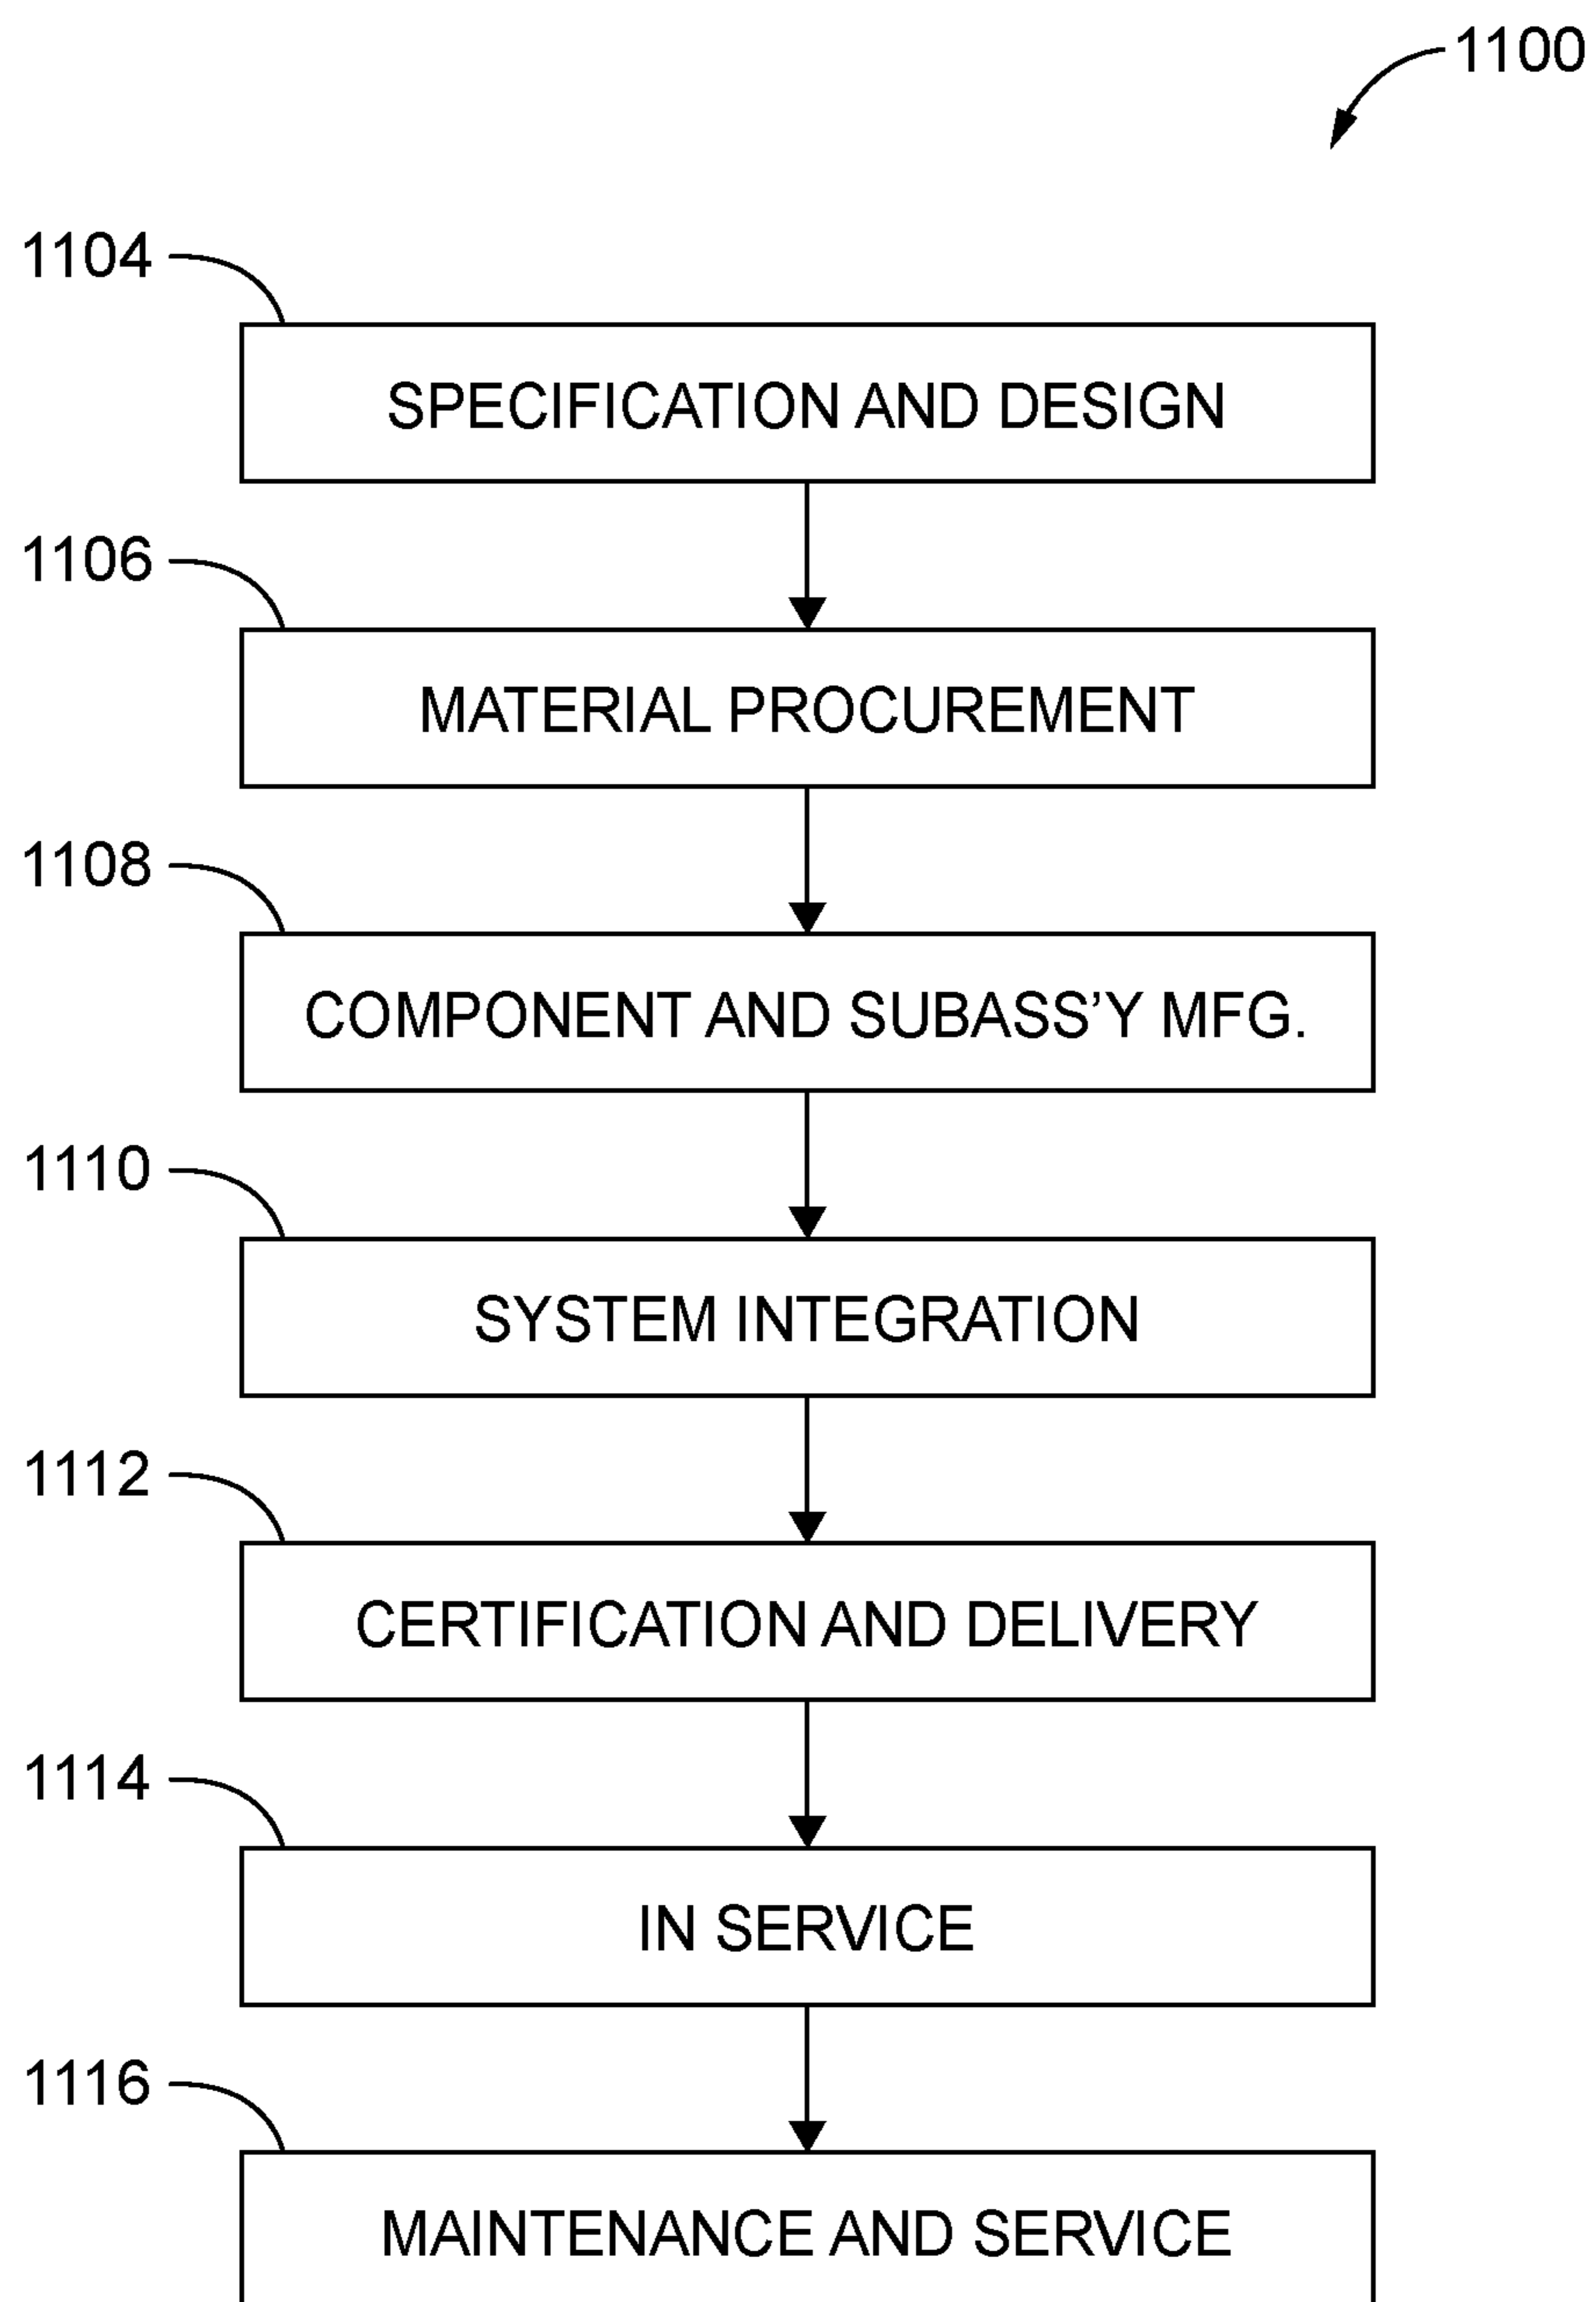 1100
1104
SPECIFICATION AND DESIGN
1106
MATERIAL PROCUREMENT
1108
COMPONENT AND SUBASS’Y MFG.
1110
SYSTEM INTEGRATION
1112
CERTIFICATION AND DELIVERY
1114
IN SERVICE
1116
MAINTENANCE AND SERVICE